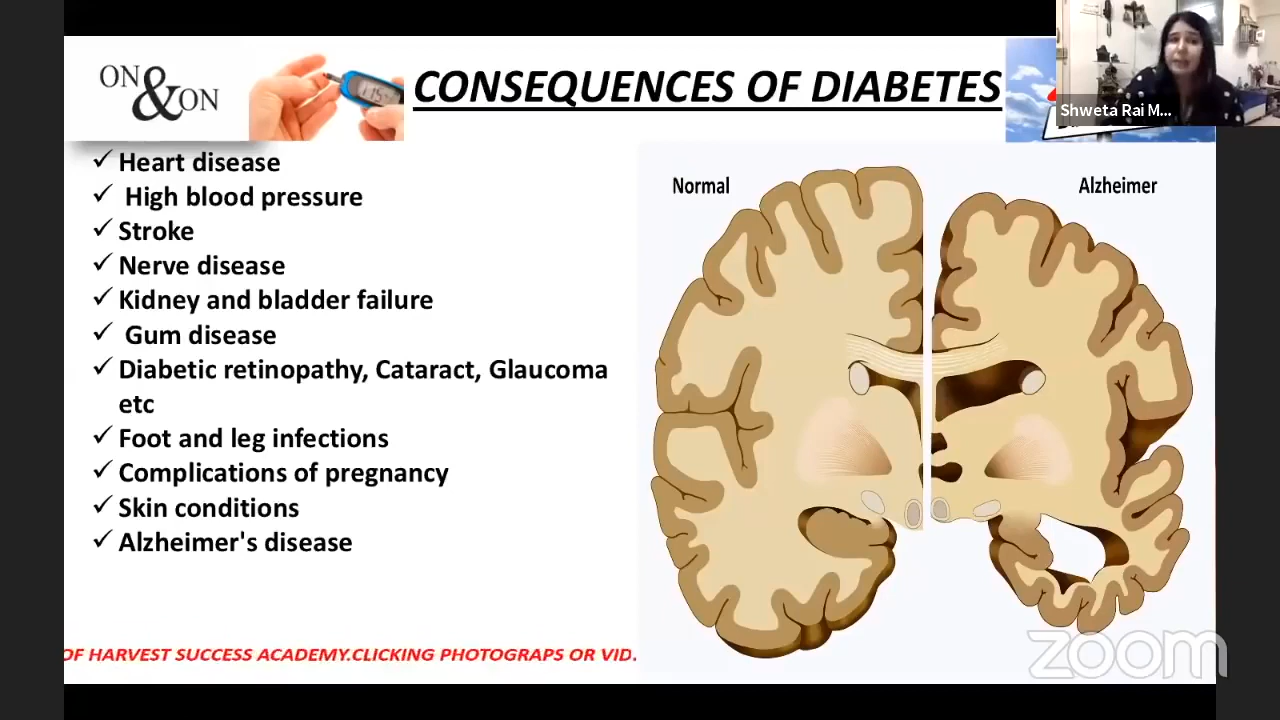 ON & ON
CONSEQUENCES OF DIABETES
Shweta Rai M...
✓ Heart disease
✓ High blood pressure
✓ Stroke
✓ Nerve disease
✓ Kidney and bladder failure
✓ Gum disease
✓ Diabetic retinopathy, Cataract, Glaucoma
etc
✓ Foot and leg infections
✓ Complications of pregnancy
✓ Skin conditions
✓ Alzheimer's disease
Normal
Alzheimer
OF HARVEST SUCCESS ACADEMY.CLICKING PHOTOGRAPS OR VID.
zoom